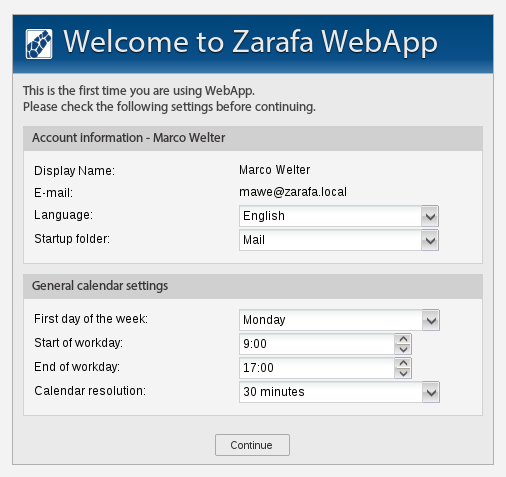 Welcome to Zarafa WebApp
This is the first time you are using WebApp.
Please check the following settings before continuing.
Account information - Marco Welter
Display Name: Marco Welter
E-mail: mawe@zarafa.local
Language: English
Startup folder: Mail
General calendar settings
First day of the week: Monday
Start of workday: 9:00
End of workday: 17:00
Calendar resolution: 30 minutes
Continue